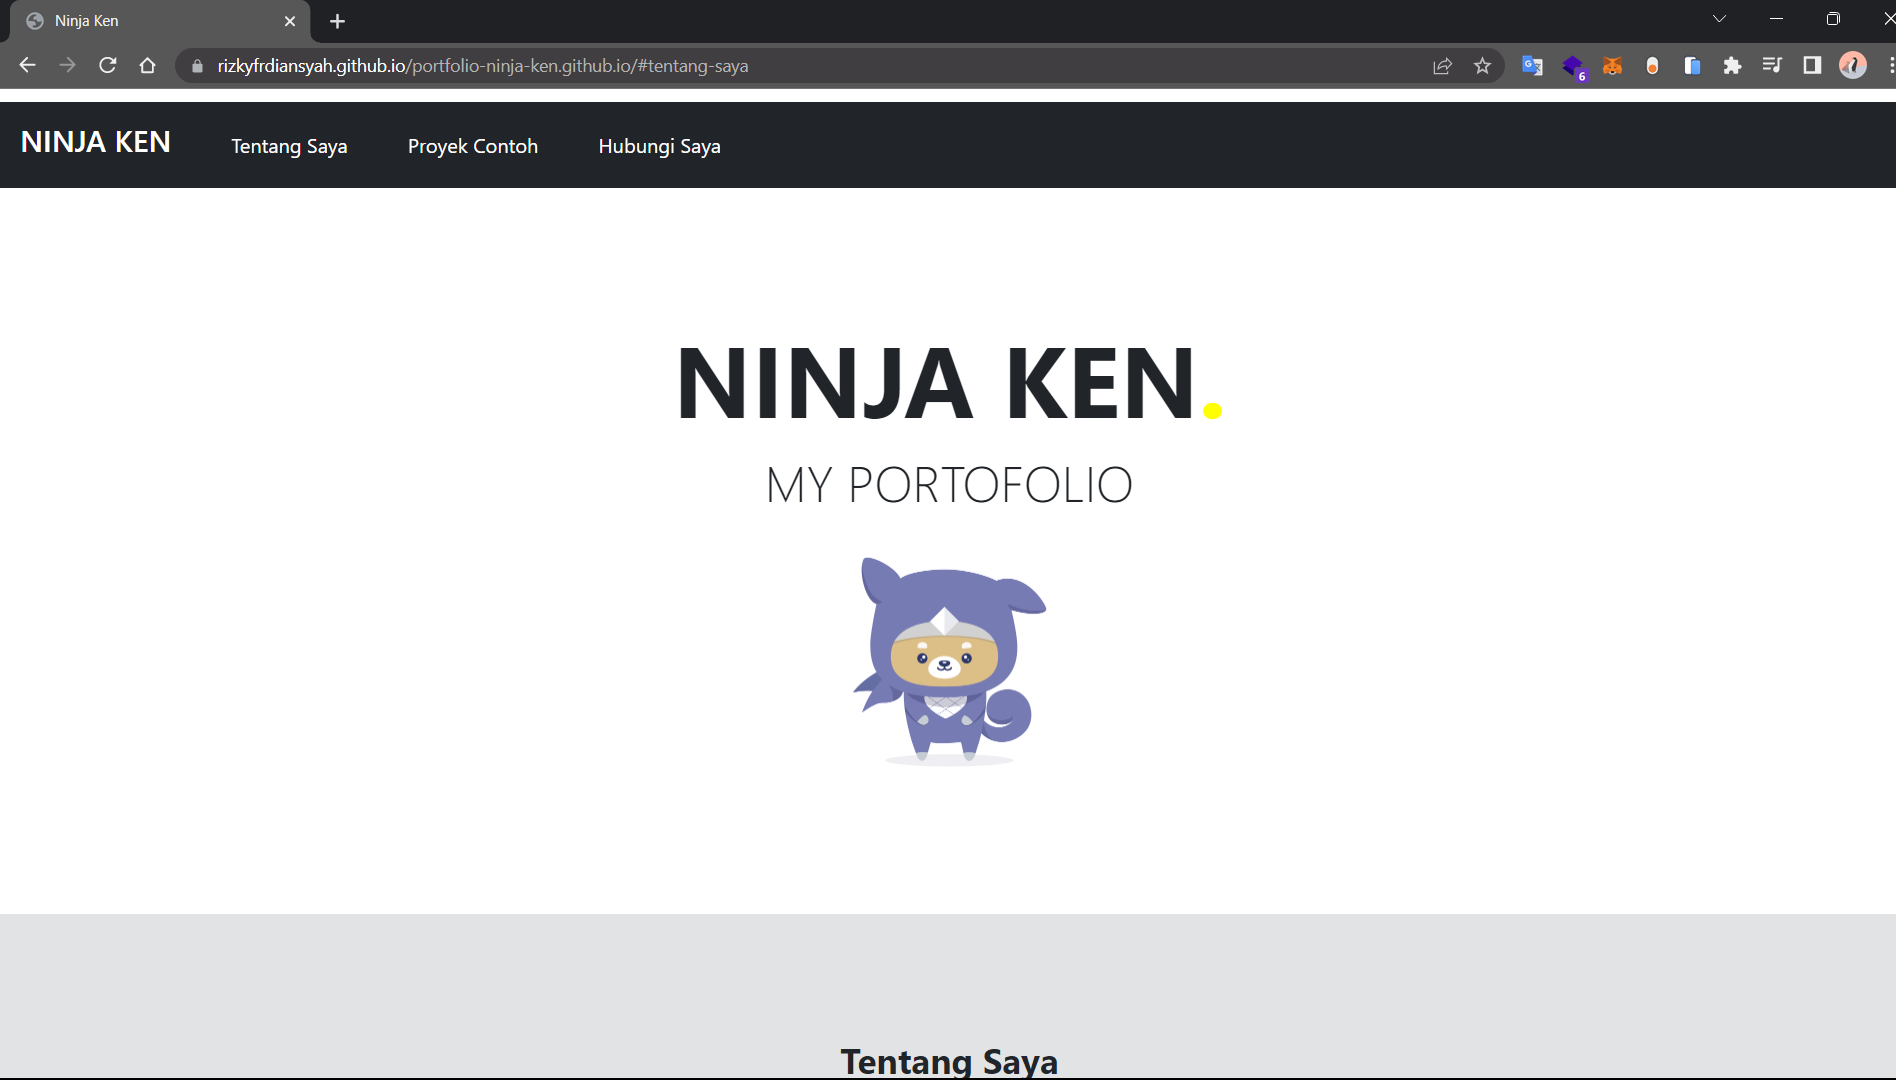 Ninja Ken
rizkyfrdiansyah.github.io/portfolio-ninja-ken.github.io/#tentang-saya
6
NINJA KEN Tentang Saya Proyek Contoh Hubungi Saya
NINJA KEN.
MY PORTOFOLIO
Tentang Saya